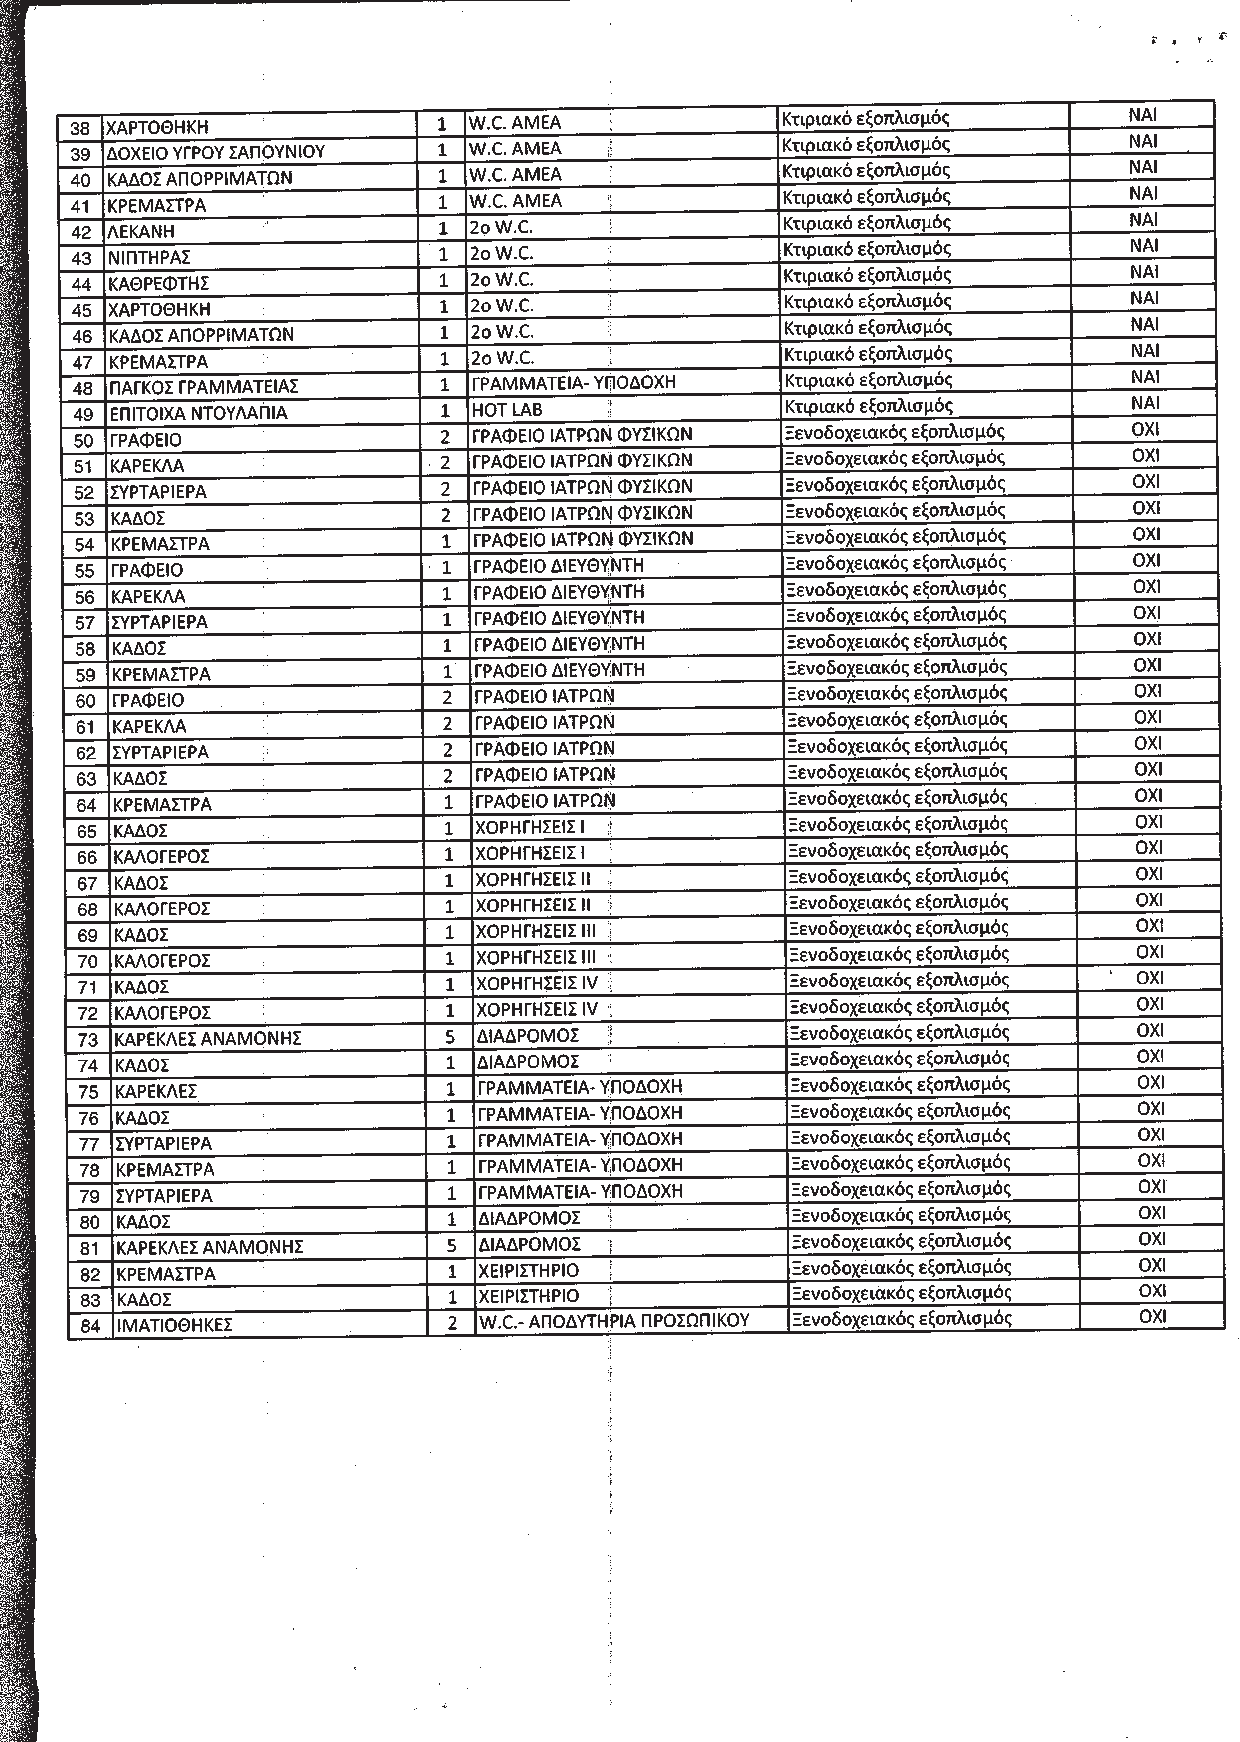 38 ΧΑΡΤΟΘΗΚΗ 1 W.C. ΑΜΕΑ Κτιριακό εξοπλισμός ΝΑΙ
39 ΔΟΧΕΙΟ ΥΓΡΟΥ ΣΑΠΟΥΝΙΟΥ 1 W.C. ΑΜΕΑ Κτιριακό εξοπλισμός ΝΑΙ
40 ΚΑΔΟΣ ΑΠΟΡΡΙΜΑΤΩΝ 1 W.C. ΑΜΕΑ Κτιριακό εξοπλισμός ΝΑΙ
41 ΚΡΕΜΑΣΤΡΑ 1 W.C. ΑΜΕΑ Κτιριακό εξοπλισμός ΝΑΙ
42 ΛΕΚΑΝΗ 1 2ο W.C. Κτιριακό εξοπλισμός ΝΑΙ
43 ΝΙΠΤΗΡΑΣ 1 2ο W.C. Κτιριακό εξοπλισμός ΝΑΙ
44 ΚΑΘΡΕΦΤΗΣ 1 2ο W.C. Κτιριακό εξοπλισμός ΝΑΙ
45 ΧΑΡΤΟΘΗΚΗ 1 2ο W.C. Κτιριακό εξοπλισμός ΝΑΙ
46 ΚΑΔΟΣ ΑΠΟΡΡΙΜΑΤΩΝ 1 2ο W.C. Κτιριακό εξοπλισμός ΝΑΙ
47 ΚΡΕΜΑΣΤΡΑ 1 2ο W.C. Κτιριακό εξοπλισμός ΝΑΙ
48 ΠΑΓΚΟΣ ΓΡΑΜΜΑΤΕΙΑΣ 1 ΓΡΑΜΜΑΤΕΙΑ- ΥΠΟΔΟΧΗ Κτιριακό εξοπλισμός ΝΑΙ
49 ΕΠΙΤΟΙΧΑ ΝΤΟΥΛΑΠΙΑ 1 HOT LAB Κτιριακό εξοπλισμός ΝΑΙ
50 ΓΡΑΦΕΙΟ 2 ΓΡΑΦΕΙΟ ΙΑΤΡΩΝ ΦΥΣΙΚΩΝ Ξενοδοχειακός εξοπλισμός ΟΧΙ
51 ΚΑΡΕΚΛΑ 2 ΓΡΑΦΕΙΟ ΙΑΤΡΩΝ ΦΥΣΙΚΩΝ Ξενοδοχειακός εξοπλισμός ΟΧΙ
52 ΣΥΡΤΑΡΙΕΡΑ 2 ΓΡΑΦΕΙΟ ΙΑΤΡΩΝ ΦΥΣΙΚΩΝ Ξενοδοχειακός εξοπλισμός ΟΧΙ
53 ΚΑΔΟΣ 2 ΓΡΑΦΕΙΟ ΙΑΤΡΩΝ ΦΥΣΙΚΩΝ Ξενοδοχειακός εξοπλισμός ΟΧΙ
54 ΚΡΕΜΑΣΤΡΑ 1 ΓΡΑΦΕΙΟ ΙΑΤΡΩΝ ΦΥΣΙΚΩΝ Ξενοδοχειακός εξοπλισμός ΟΧΙ
55 ΓΡΑΦΕΙΟ 1 ΓΡΑΦΕΙΟ ΔΙΕΥΘΥΝΤΗ Ξενοδοχειακός εξοπλισμός ΟΧΙ
56 ΚΑΡΕΚΛΑ 1 ΓΡΑΦΕΙΟ ΔΙΕΥΘΥΝΤΗ Ξενοδοχειακός εξοπλισμός ΟΧΙ
57 ΣΥΡΤΑΡΙΕΡΑ 1 ΓΡΑΦΕΙΟ ΔΙΕΥΘΥΝΤΗ Ξενοδοχειακός εξοπλισμός ΟΧΙ
58 ΚΑΔΟΣ 1 ΓΡΑΦΕΙΟ ΔΙΕΥΘΥΝΤΗ Ξενοδοχειακός εξοπλισμός ΟΧΙ
59 ΚΡΕΜΑΣΤΡΑ 1 ΓΡΑΦΕΙΟ ΔΙΕΥΘΥΝΤΗ Ξενοδοχειακός εξοπλισμός ΟΧΙ
60 ΓΡΑΦΕΙΟ 2 ΓΡΑΦΕΙΟ ΙΑΤΡΩΝ Ξενοδοχειακός εξοπλισμός ΟΧΙ
61 ΚΑΡΕΚΛΑ 2 ΓΡΑΦΕΙΟ ΙΑΤΡΩΝ Ξενοδοχειακός εξοπλισμός ΟΧΙ
62 ΣΥΡΤΑΡΙΕΡΑ 2 ΓΡΑΦΕΙΟ ΙΑΤΡΩΝ Ξενοδοχειακός εξοπλισμός ΟΧΙ
63 ΚΑΔΟΣ 2 ΓΡΑΦΕΙΟ ΙΑΤΡΩΝ Ξενοδοχειακός εξοπλισμός ΟΧΙ
64 ΚΡΕΜΑΣΤΡΑ 1 ΓΡΑΦΕΙΟ ΙΑΤΡΩΝ Ξενοδοχειακός εξοπλισμός ΟΧΙ
65 ΚΑΔΟΣ 1 ΧΟΡΗΓΗΣΕΙΣ Ι Ξενοδοχειακός εξοπλισμός ΟΧΙ
66 ΚΑΛΟΓΕΡΟΣ 1 ΧΟΡΗΓΗΣΕΙΣ Ι Ξενοδοχειακός εξοπλισμός ΟΧΙ
67 ΚΑΔΟΣ 1 ΧΟΡΗΓΗΣΕΙΣ ΙΙ Ξενοδοχειακός εξοπλισμός ΟΧΙ
68 ΚΑΛΟΓΕΡΟΣ 1 ΧΟΡΗΓΗΣΕΙΣ ΙΙ Ξενοδοχειακός εξοπλισμός ΟΧΙ
69 ΚΑΔΟΣ 1 ΧΟΡΗΓΗΣΕΙΣ ΙΙΙ Ξενοδοχειακός εξοπλισμός ΟΧΙ
70 ΚΑΛΟΓΕΡΟΣ 1 ΧΟΡΗΓΗΣΕΙΣ ΙΙΙ Ξενοδοχειακός εξοπλισμός ΟΧΙ
71 ΚΑΔΟΣ 1 ΧΟΡΗΓΗΣΕΙΣ IV Ξενοδοχειακός εξοπλισμός ΟΧΙ
72 ΚΑΛΟΓΕΡΟΣ 1 ΧΟΡΗΓΗΣΕΙΣ IV Ξενοδοχειακός εξοπλισμός ΟΧΙ
73 ΚΑΡΕΚΛΕΣ ΑΝΑΜΟΝΗΣ 5 ΔΙΑΔΡΟΜΟΣ Ξενοδοχειακός εξοπλισμός ΟΧΙ
74 ΚΑΔΟΣ 1 ΔΙΑΔΡΟΜΟΣ Ξενοδοχειακός εξοπλισμός ΟΧΙ
75 ΚΑΡΕΚΛΕΣ 1 ΓΡΑΜΜΑΤΕΙΑ- ΥΠΟΔΟΧΗ Ξενοδοχειακός εξοπλισμός ΟΧΙ
76 ΚΑΔΟΣ 1 ΓΡΑΜΜΑΤΕΙΑ- ΥΠΟΔΟΧΗ Ξενοδοχειακός εξοπλισμός ΟΧΙ
77 ΣΥΡΤΑΡΙΕΡΑ 1 ΓΡΑΜΜΑΤΕΙΑ- ΥΠΟΔΟΧΗ Ξενοδοχειακός εξοπλισμός ΟΧΙ
78 ΚΡΕΜΑΣΤΡΑ 1 ΓΡΑΜΜΑΤΕΙΑ- ΥΠΟΔΟΧΗ Ξενοδοχειακός εξοπλισμός ΟΧΙ
79 ΣΥΡΤΑΡΙΕΡΑ 1 ΓΡΑΜΜΑΤΕΙΑ- ΥΠΟΔΟΧΗ Ξενοδοχειακός εξοπλισμός ΟΧΙ
80 ΚΑΔΟΣ 1 ΔΙΑΔΡΟΜΟΣ Ξενοδοχειακός εξοπλισμός ΟΧΙ
81 ΚΑΡΕΚΛΕΣ ΑΝΑΜΟΝΗΣ 5 ΔΙΑΔΡΟΜΟΣ Ξενοδοχειακός εξοπλισμός ΟΧΙ
82 ΚΡΕΜΑΣΤΡΑ 1 ΧΕΙΡΙΣΤΗΡΙΟ Ξενοδοχειακός εξοπλισμός ΟΧΙ
83 ΚΑΔΟΣ 1 ΧΕΙΡΙΣΤΗΡΙΟ Ξενοδοχειακός εξοπλισμός ΟΧΙ
84 ΙΜΑΤΙΟΘΗΚΕΣ 2 W.C.- ΑΠΟΔΥΤΗΡΙΑ ΠΡΟΣΩΠΙΚΟΥ Ξενοδοχειακός εξοπλισμός ΟΧΙ